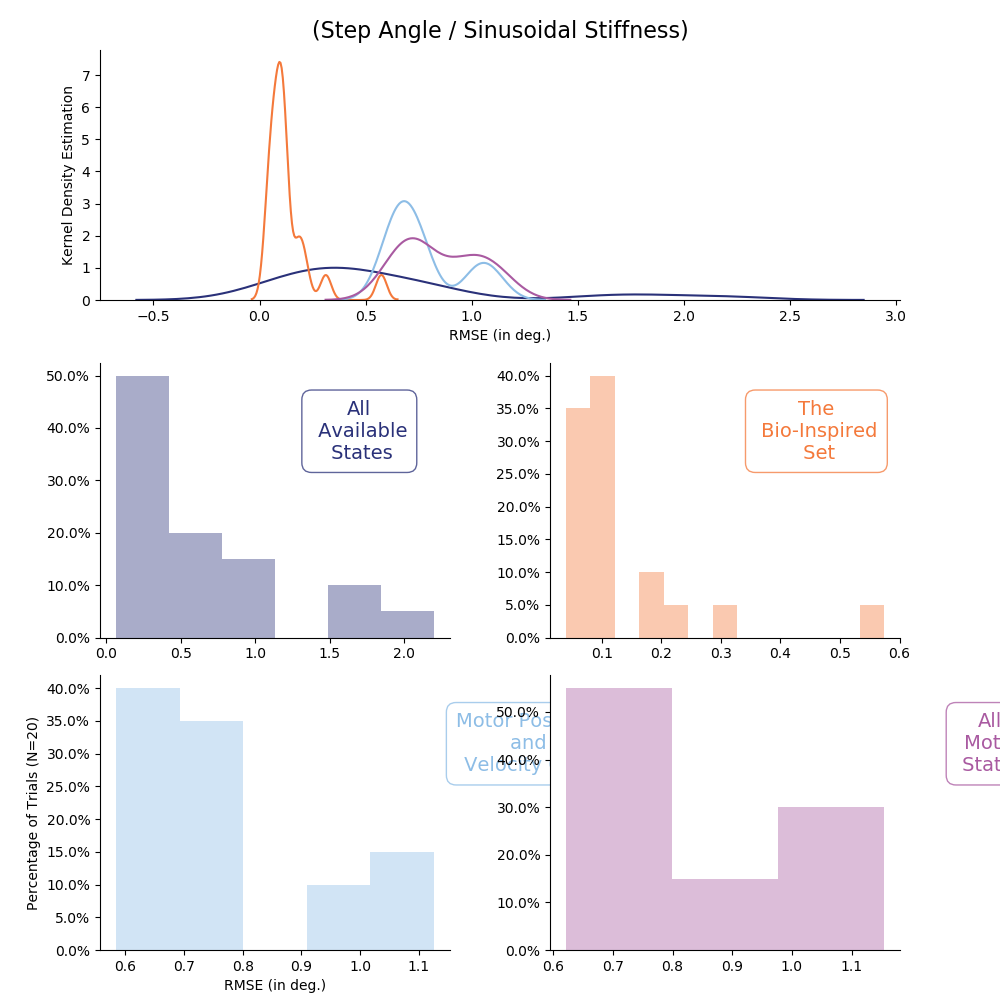 (Step Angle / Sinusoidal Stiffness)
Kernel Density Estimation
7
6
5
4
3
2
1
0
−0.5 0.0 0.5 1.0 1.5 2.0 2.5 3.0
RMSE (in deg.)
50.0%
40.0%
30.0%
20.0%
10.0%
0.0%
0.0 0.5 1.0 1.5 2.0
All
Available
States
40.0%
35.0%
30.0%
25.0%
20.0%
15.0%
10.0%
5.0%
0.0%
0.1 0.2 0.3 0.4 0.5 0.6
The
Bio-Inspired
Set
Percentage of Trials (N=20)
40.0%
35.0%
30.0%
25.0%
20.0%
15.0%
10.0%
5.0%
0.0%
0.6 0.7 0.8 0.9 1.0 1.1
RMSE (in deg.)
Motor Pos
and
Velocity
50.0%
40.0%
30.0%
20.0%
10.0%
0.0%
0.6 0.7 0.8 0.9 1.0 1.1
All
Mot
Stat